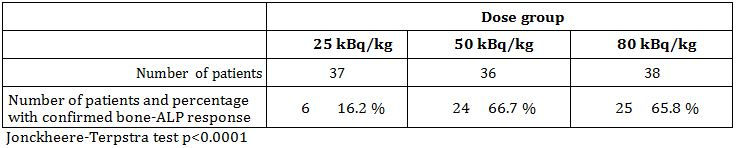 Dose group
25 kBq/kg 50 kBq/kg 80 kBq/kg
Number of patients 37 36 38
Number of patients and percentage
with confirmed bone-ALP response 6 16.2 % 24 66.7 % 25 65.8 %
Jonckheere-Terpstra test p<0.0001